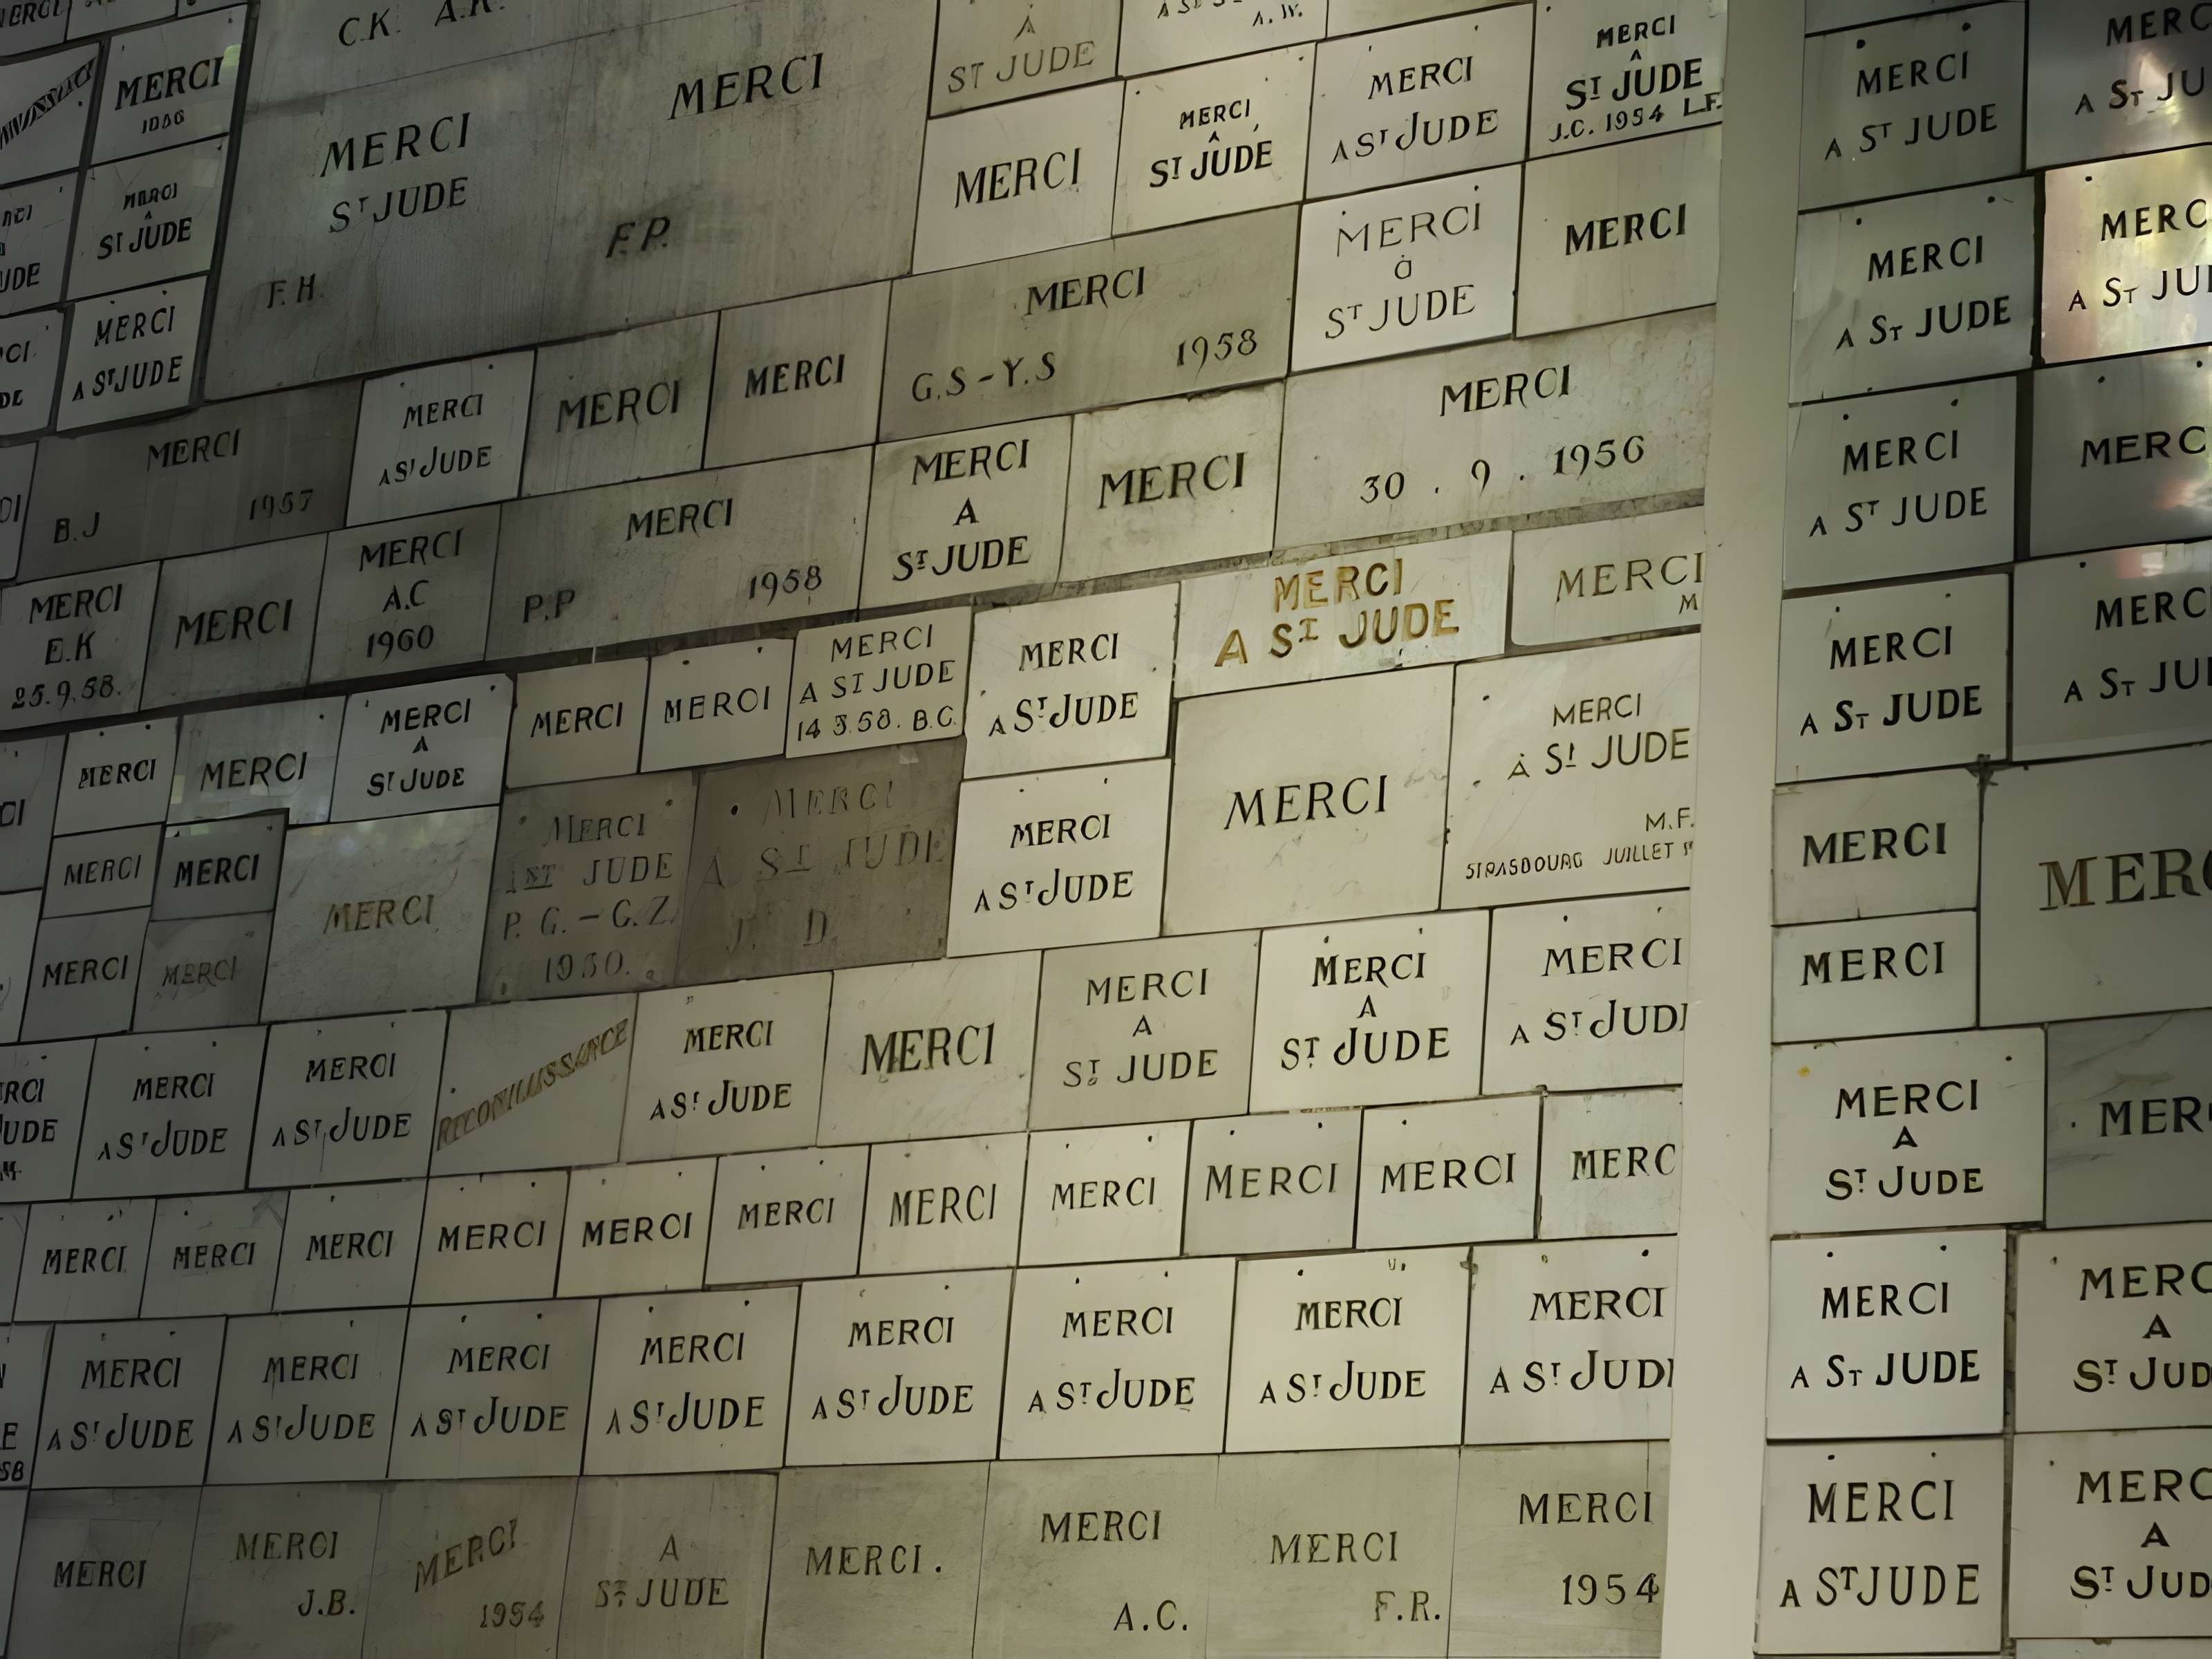 C.K. A.K.
MERCI
ST JUDE
F.H.
MERCI
F.P.
À
ST JUDE
A.W.
MERCI
MERCI
À
ST JUDE
MERCI
A ST JUDE
MERCI
A
ST JUDE
J.C. 1954 L.F.
MERCI
A ST JUDE
MERCI
MERCI
À
ST JUDE
MERCI
A ST JUDE
MERCI
à
ST JUDE
MERCI
MERCI
A ST JUDE
MERCI
B.J 1957
MERCI
A ST JUDE
MERCI
MERCI
MERCI
G.S-Y.S 1958
MERCI
E.K
25.9.58.
MERCI
MERCI
A.C
1960
MERCI
P.P 1958
MERCI
A
ST JUDE
MERCI
MERCI
30 . 9 . 1956
MERCI
A ST JUDE
MERCI
MERCI
MERCI
A
ST JUDE
MERCI
MERCI
MERCI
A ST JUDE
14 3.58. B.C.
MERCI
A ST JUDE
MERCI
A ST JUDE
MERCI
M
MERCI
A ST JUDE
MERCI
MERCI
MERCI
MERCI
MERCI
MERCI
A ST JUDE
P. G. - G. Z.
1950.
MERCI
A ST JUDE
J. D.
MERCI
A ST JUDE
MERCI
MERCI
À ST JUDE
M.F.
STRASBOURG JUILLET
MERCI
MERCI
MERCI
A ST JUDE
MERCI
A ST JUDE
RECONNAISSANCE
MERCI
A ST JUDE
MERCI
MERCI
A
ST JUDE
MERCI
A
ST JUDE
MERCI
A ST JUDE
MERCI
A
ST JUDE
MERCI
MERCI
MERCI
MERCI
MERCI
MERCI
MERCI
MERCI
MERCI
MERCI
MERCI
A ST JUDE
MERCI
A ST JUDE
MERCI
A ST JUDE
MERCI
A ST JUDE
MERCI
A ST JUDE
MERCI
A ST JUDE
MERCI
A ST JUDE
MERCI
A ST JUDE
MERCI
A ST JUDE
MERCI
MERCI
J.B.
MERCI
1954
A
ST JUDE
MERCI.
MERCI
A.C.
MERCI
F.R.
MERCI
1954
MERCI
A ST JUDE